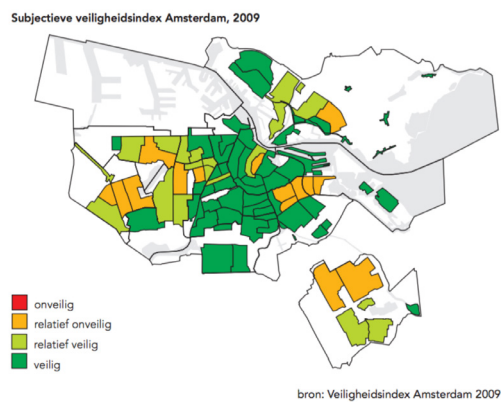 Subjectieve veiligheidsindex Amsterdam, 2009
onveilig
relatief onveilig
relatief veilig
veilig
bron: Veiligheidsindex Amsterdam 2009